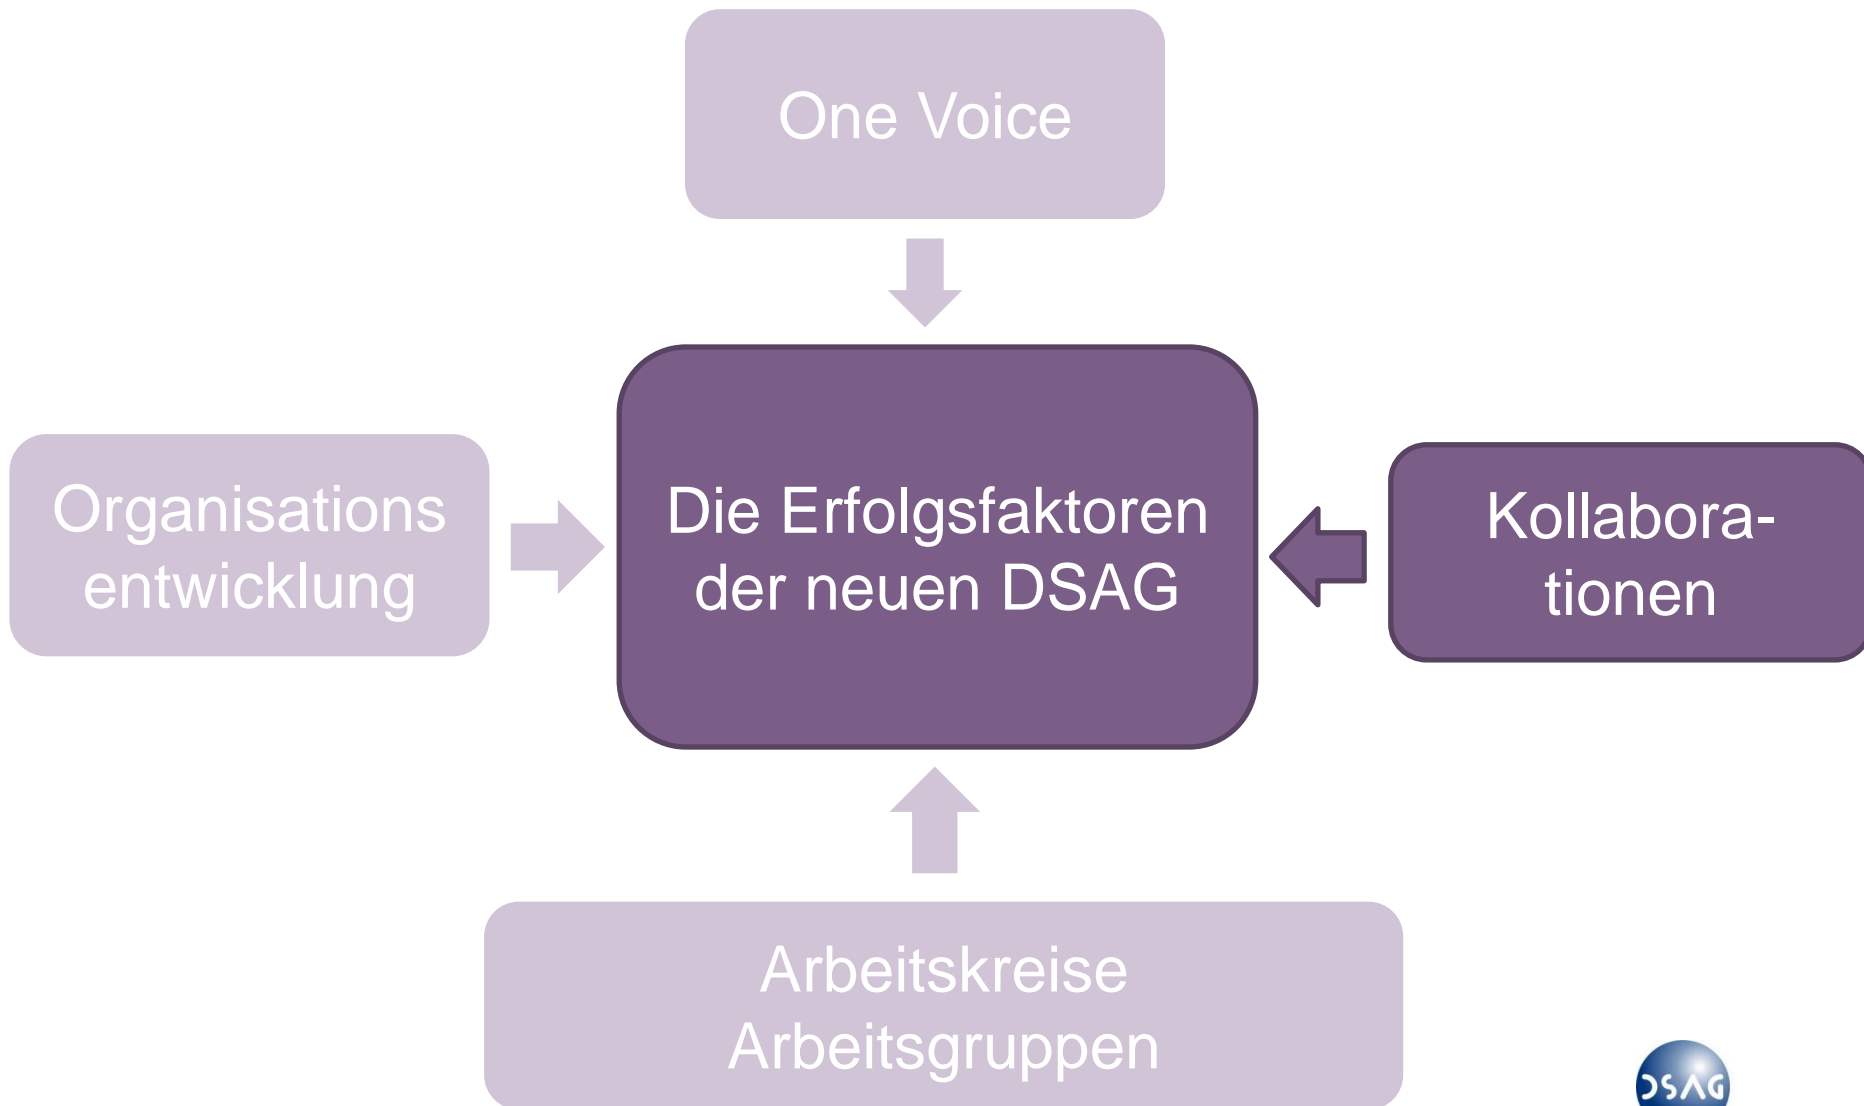 One Voice
Organisations
entwicklung
Die Erfolgsfaktoren
der neuen DSAG
Kollabora-
tionen
Arbeitskreise
Arbeitsgruppen
DSAG